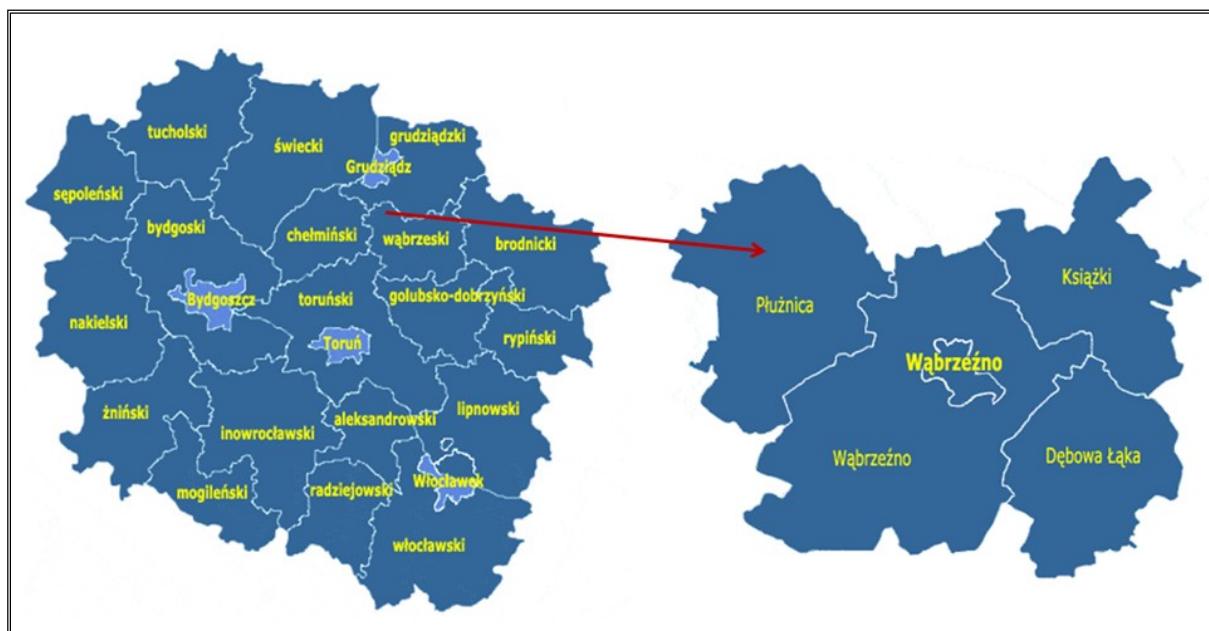 tucholski
świecki
grudziądzki
Grudziądz
sępoleński
bydgoski
chełmiński
wąbrzeski
brodnicki
Bydgoszcz
toruński
golubsko-dobrzyński
nakielski
Toruń
rypiński
żniński
aleksandrowski
lipnowski
inowrocławski
mogileński
radziejowski
Włocławek
włocławski
Płużnica
Książki
Wąbrzeźno
Wąbrzeźno
Dębowa Łąka